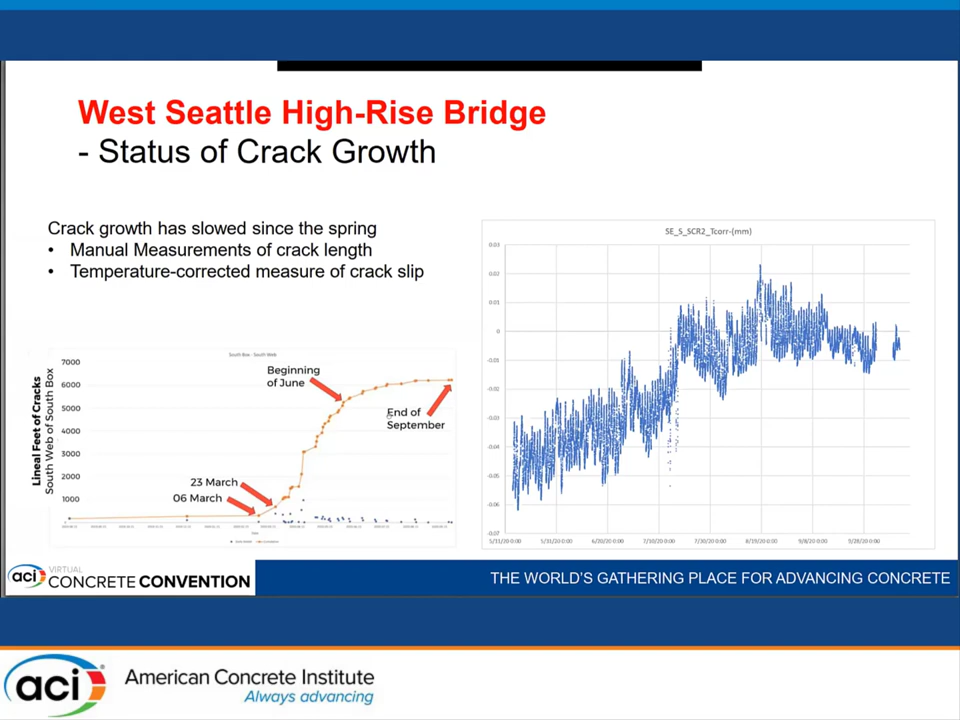 West Seattle High-Rise Bridge
- Status of Crack Growth
Crack growth has slowed since the spring
• Manual Measurements of crack length
• Temperature-corrected measure of crack slip
South Box - South Web
Lineal Feet of Cracks
South Web of South Box
7000
6000
5000
4000
3000
2000
1000
Beginning
of June
End of
September
23 March
06 March
SE_S_SCR2_Tcorr-(mm)
0.03
0.02
0.01
0
-0.01
-0.02
-0.03
-0.04
-0.05
-0.06
-0.07
5/11/20 0:00
5/31/20 0:00
6/20/20 0:00
7/10/20 0:00
7/30/20 0:00
8/19/20 0:00
9/8/20 0:00
9/28/20 0:00
aci VIRTUAL
CONCRETE CONVENTION
THE WORLD'S GATHERING PLACE FOR ADVANCING CONCRETE
aci
American Concrete Institute
Always advancing